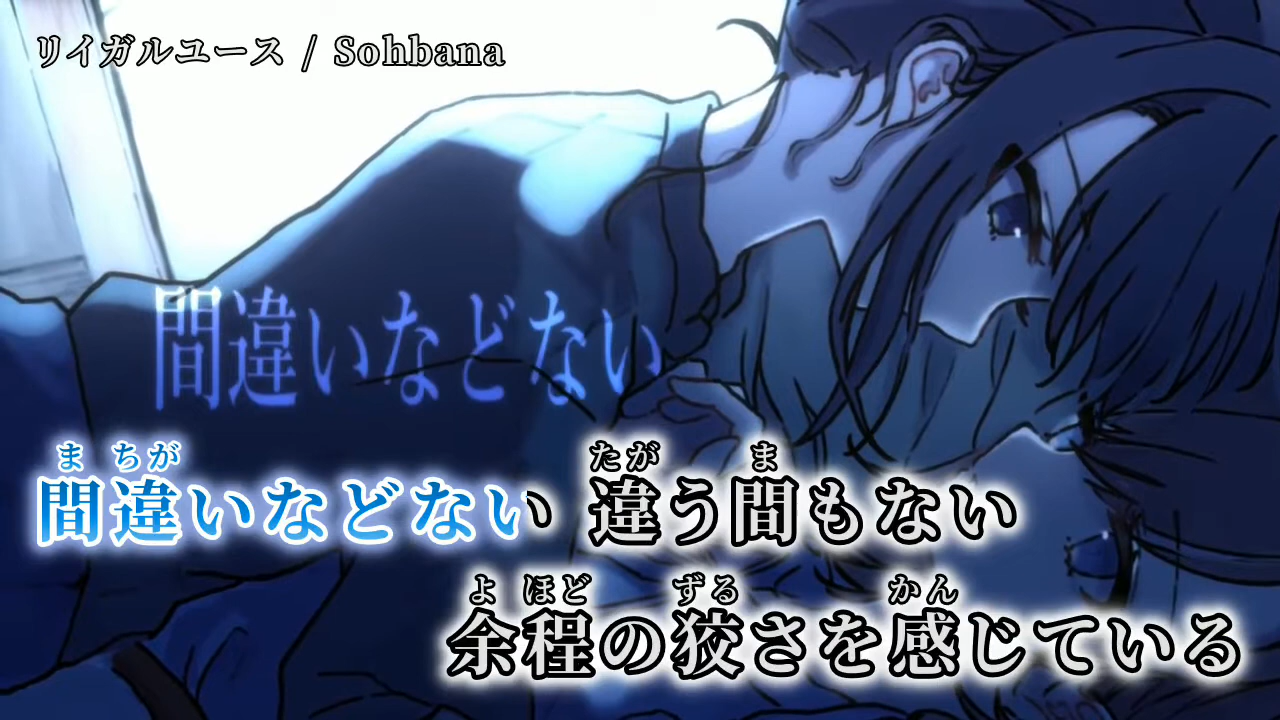 リイガルユース / Sohbana
間違いなどない
ま ちが たが ま
間違いなどない 違う間もない
よ ほど ずる かん
余程の狡さを感じている